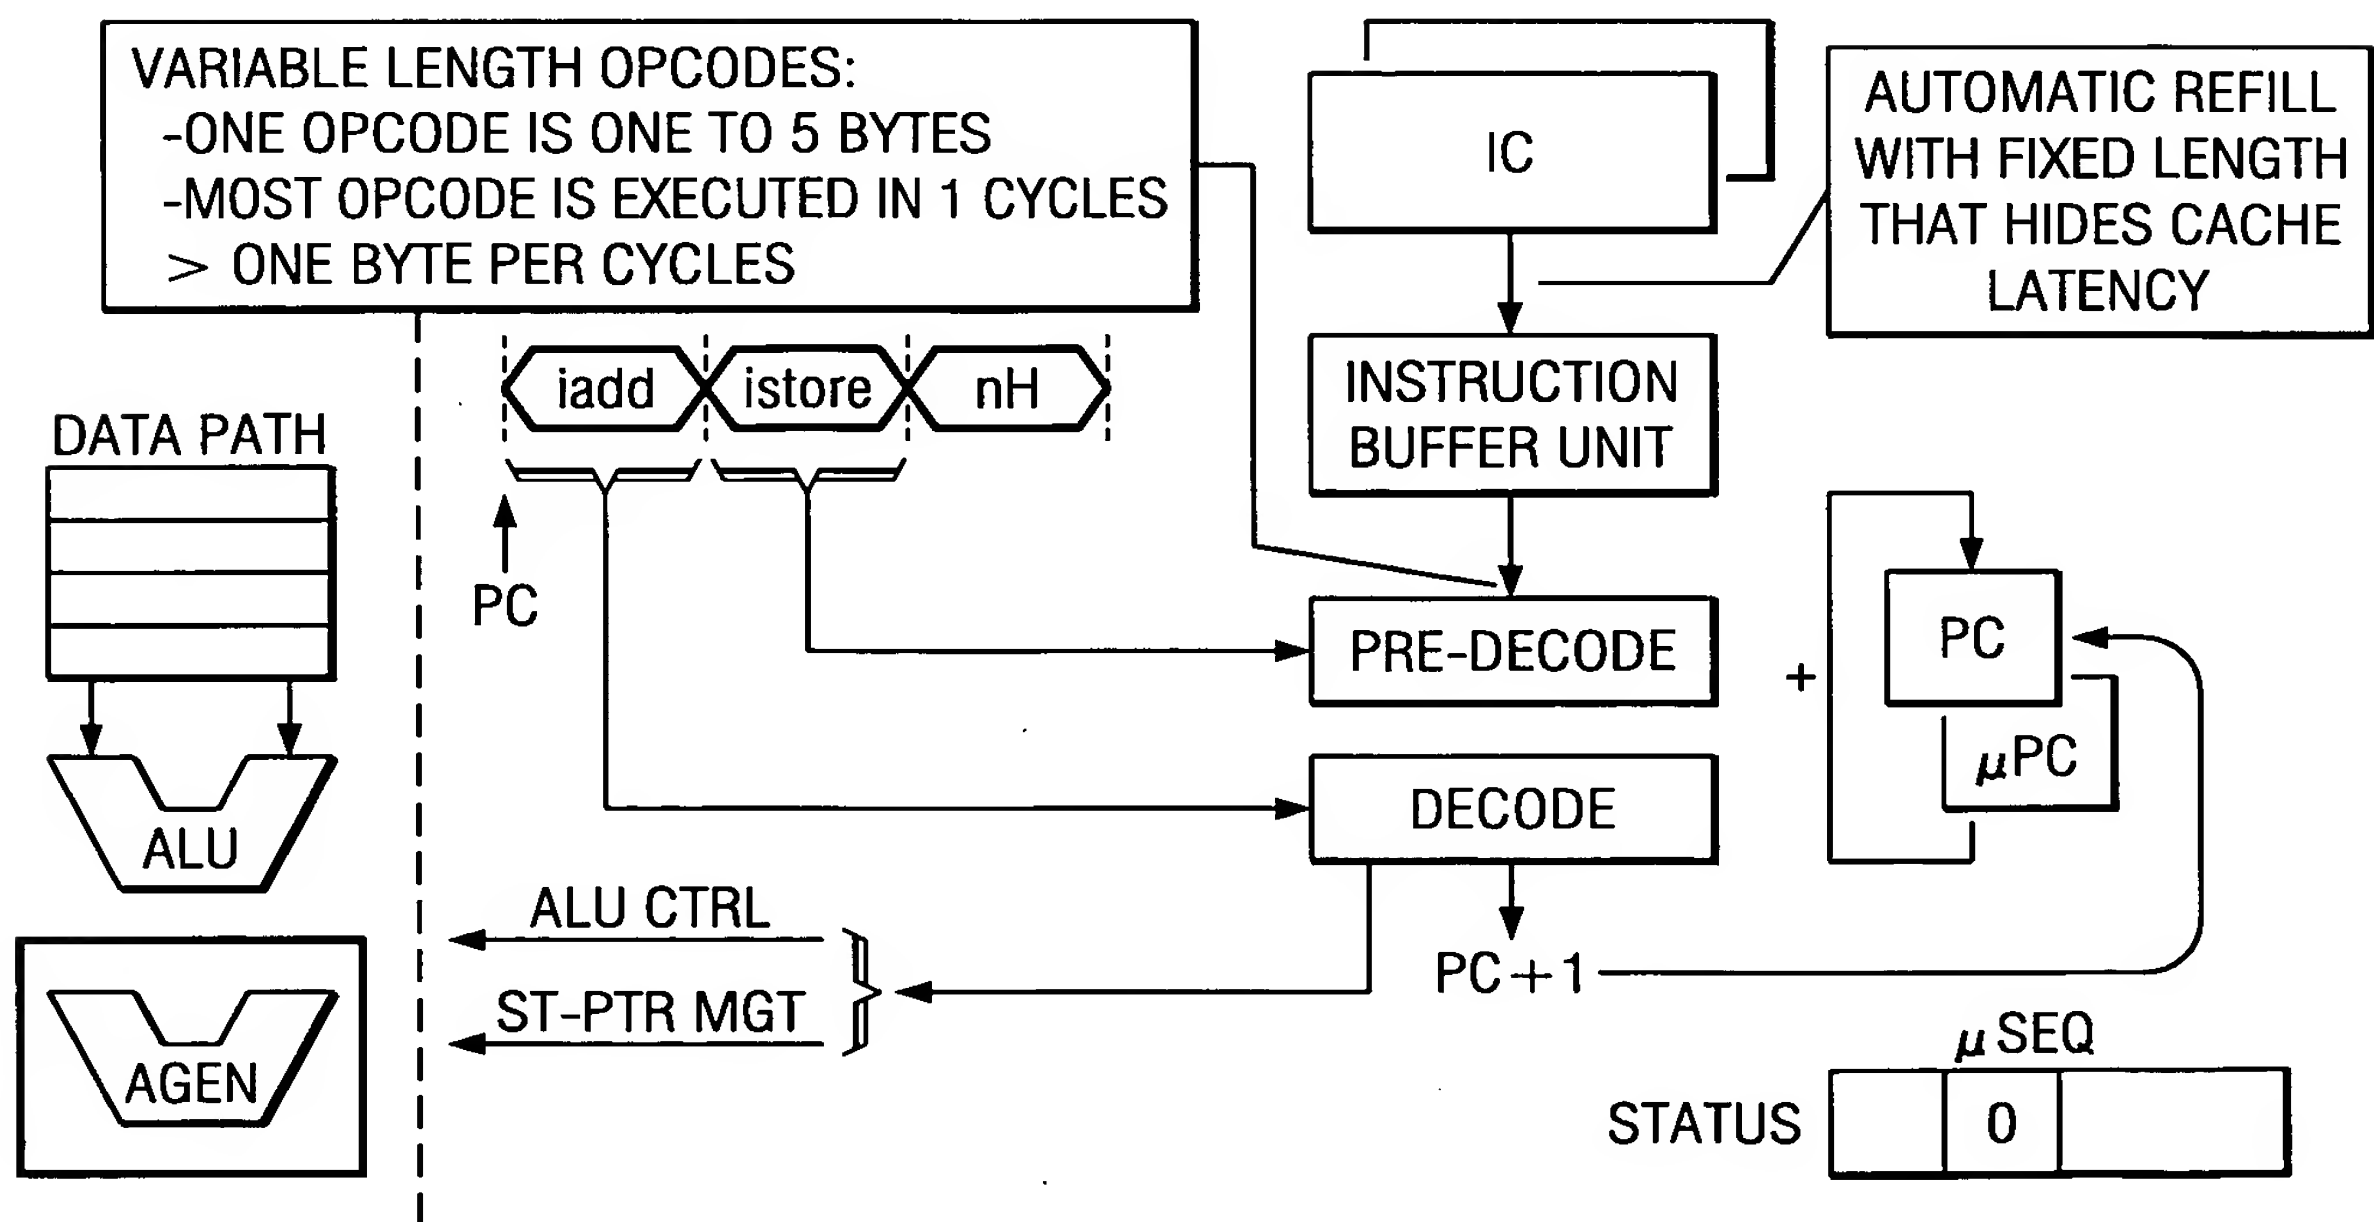 VARIABLE LENGTH OPCODES:
-ONE OPCODE IS ONE TO 5 BYTES
-MOST OPCODE IS EXECUTED IN 1 CYCLES
> ONE BYTE PER CYCLES
IC
AUTOMATIC REFILL
WITH FIXED LENGTH
THAT HIDES CACHE
LATENCY
iadd
istore
nH
INSTRUCTION
BUFFER UNIT
DATA PATH
PC
PRE-DECODE
PC
+
μPC
DECODE
ALU
ALU CTRL
PC+1
ST-PTR MGT
AGEN
μSEQ
STATUS
0